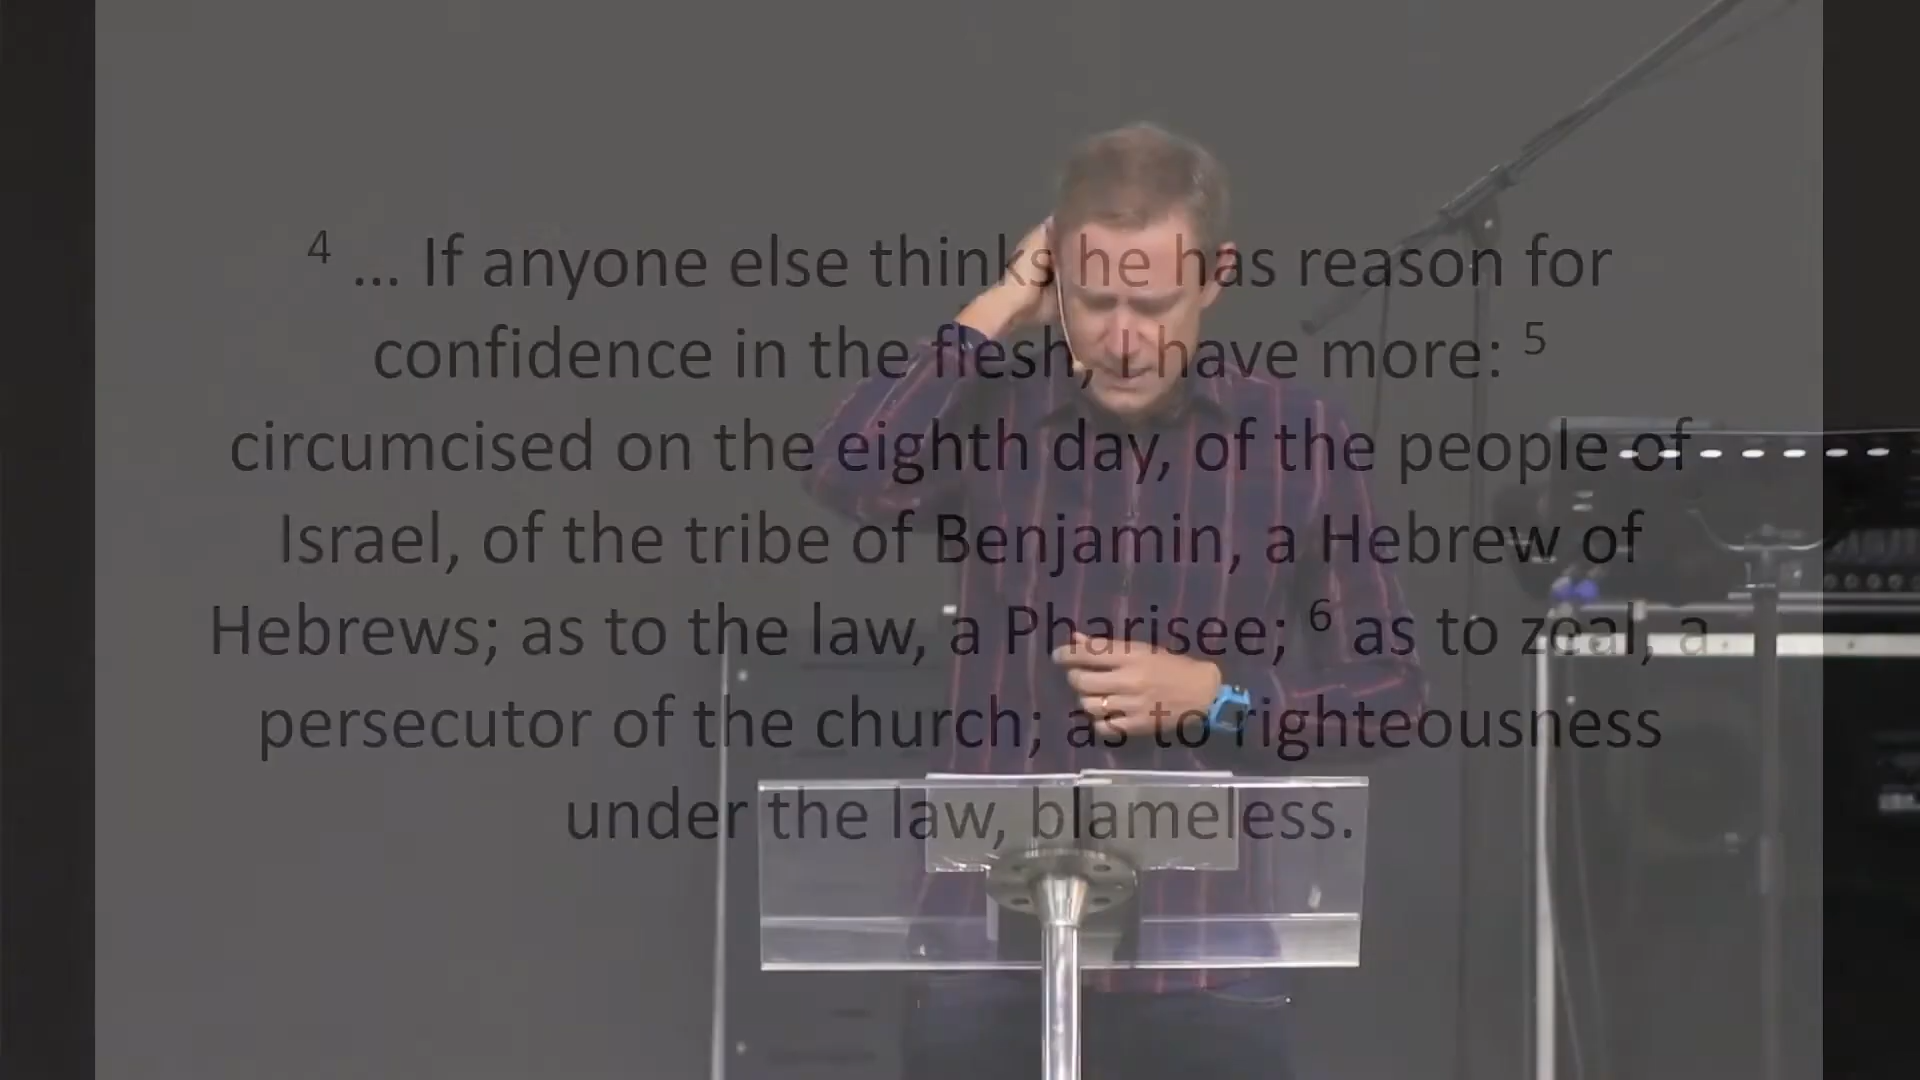 4 ... If anyone else thinks he has reason for
confidence in the flesh, I have more: 5
circumcised on the eighth day, of the people of
Israel, of the tribe of Benjamin, a Hebrew of
Hebrews; as to the law, a Pharisee; 6 as to zeal, a
persecutor of the church; as to righteousness
under the law, blameless.